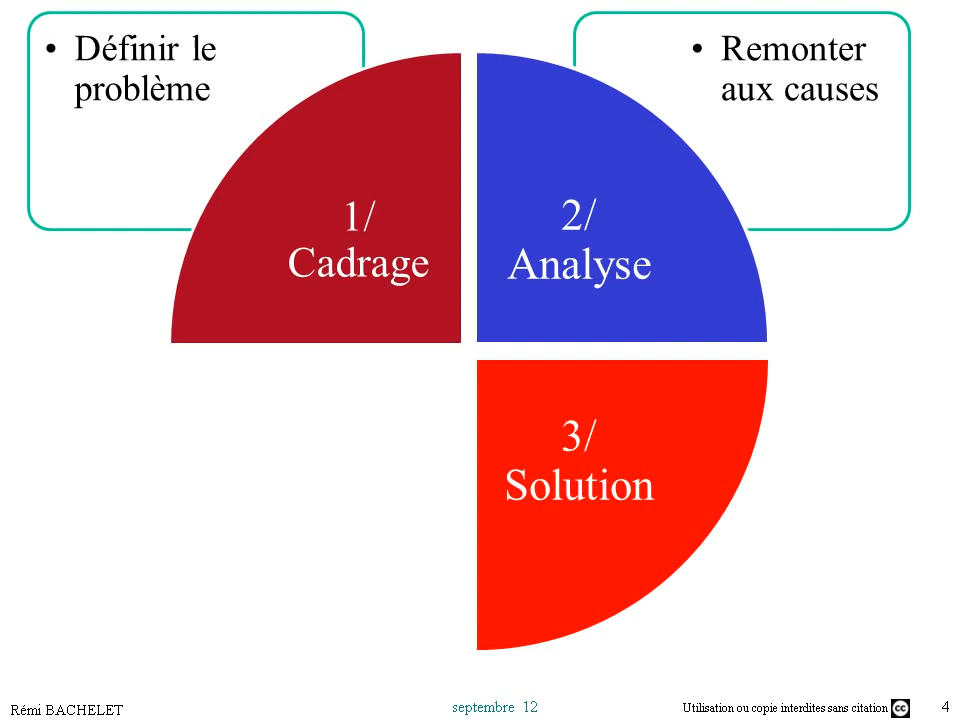 • Définir le
problème
• Remonter
aux causes
1/
Cadrage
2/
Analyse
3/
Solution
Rémi BACHELET
septembre 12
Utilisation ou copie interdites sans citation
cc
4